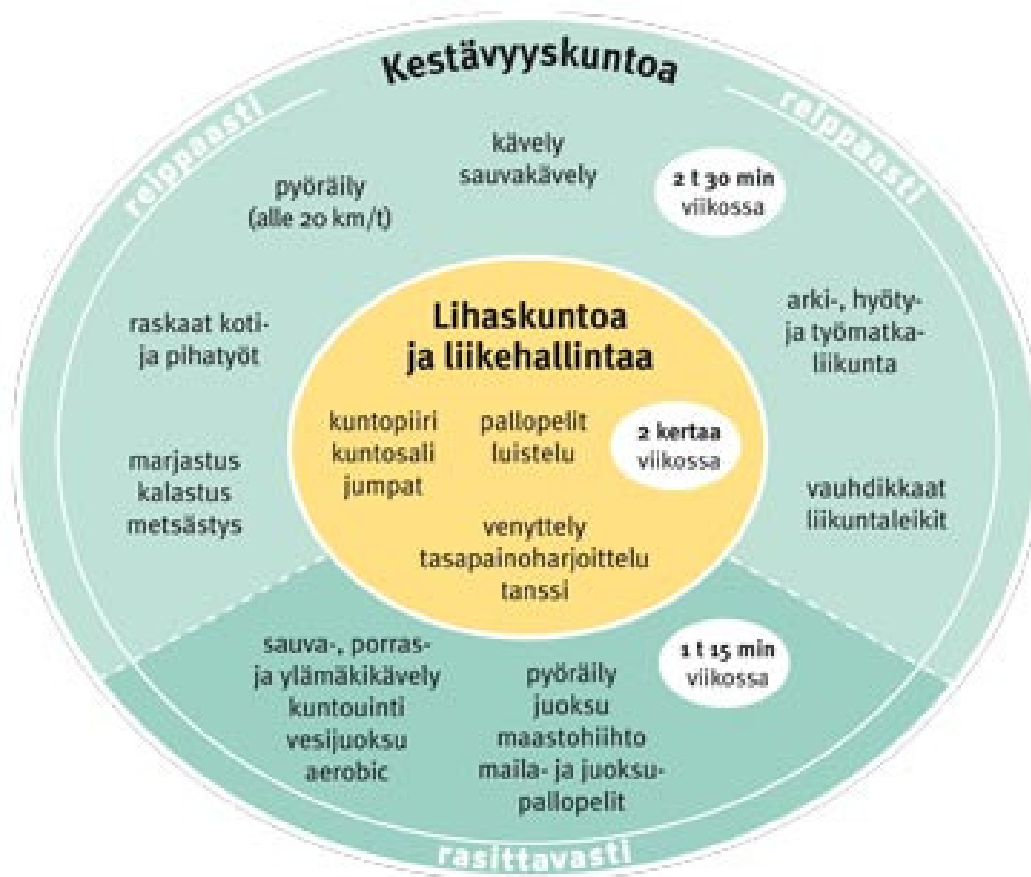 Kestävyyskuntoa
reippaasti
reippaasti
kävely
sauvakävely
2 t 30 min
viikossa
pyöräily
(alle 20 km/t)
raskaat koti-
ja pihatyöt
arki-, hyöty-
ja työmatka-
liikunta
marjastus
kalastus
metsästys
vauhdikkaat
liikuntaleikit
Lihaskuntoa
ja liikehallintaa
kuntopiiri
kuntosali
jumpat
pallopelit
luistelu
2 kertaa
viikossa
venyttely
tasapainoharjoittelu
tanssi
sauva-, porras-
ja ylämäkikävely
kuntouinti
vesijuoksu
aerobic
pyöräily
juoksu
maastohiihto
maila- ja juoksu-
pallopelit
1 t 15 min
viikossa
rasittavasti